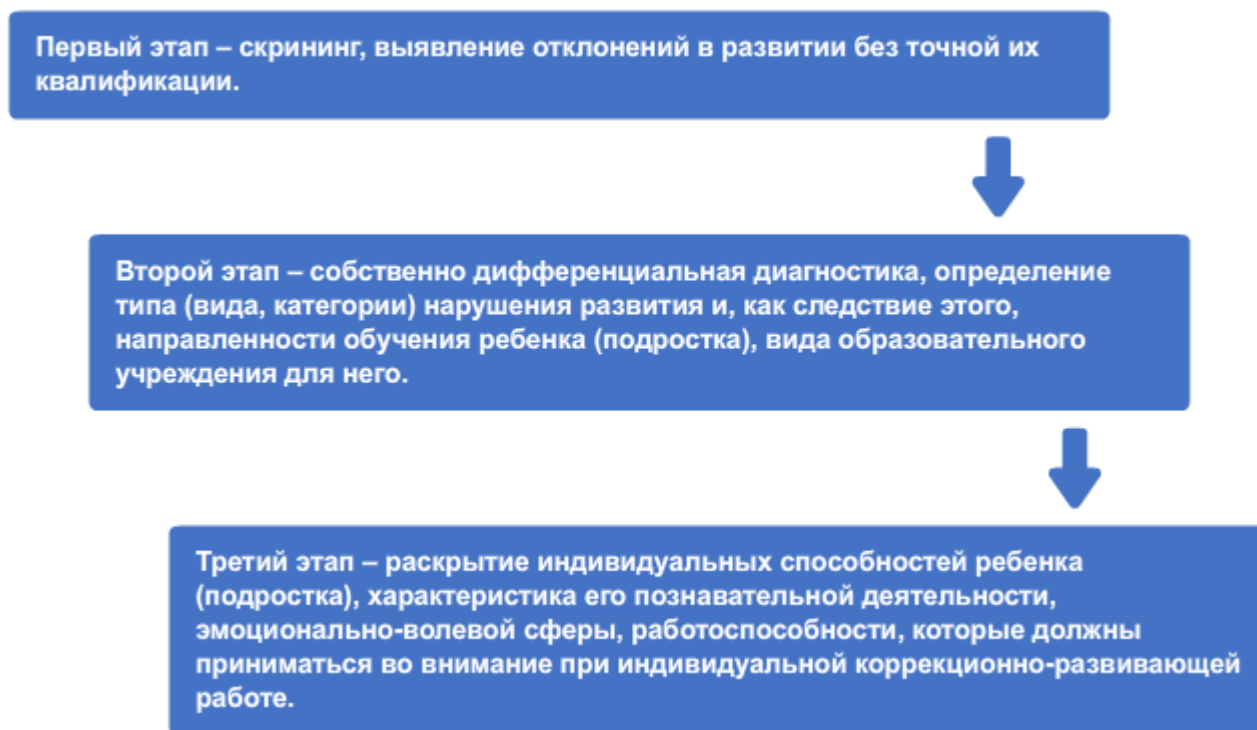 Первый этап – скрининг, выявление отклонений в развитии без точной их
квалификации.
Второй этап – собственно дифференциальная диагностика, определение
типа (вида, категории) нарушения развития и, как следствие этого,
направленности обучения ребенка (подростка), вида образовательного
учреждения для него.
Третий этап – раскрытие индивидуальных способностей ребенка
(подростка), характеристика его познавательной деятельности,
эмоционально-волевой сферы, работоспособности, которые должны
приниматься во внимание при индивидуальной коррекционно-развивающей
работе.